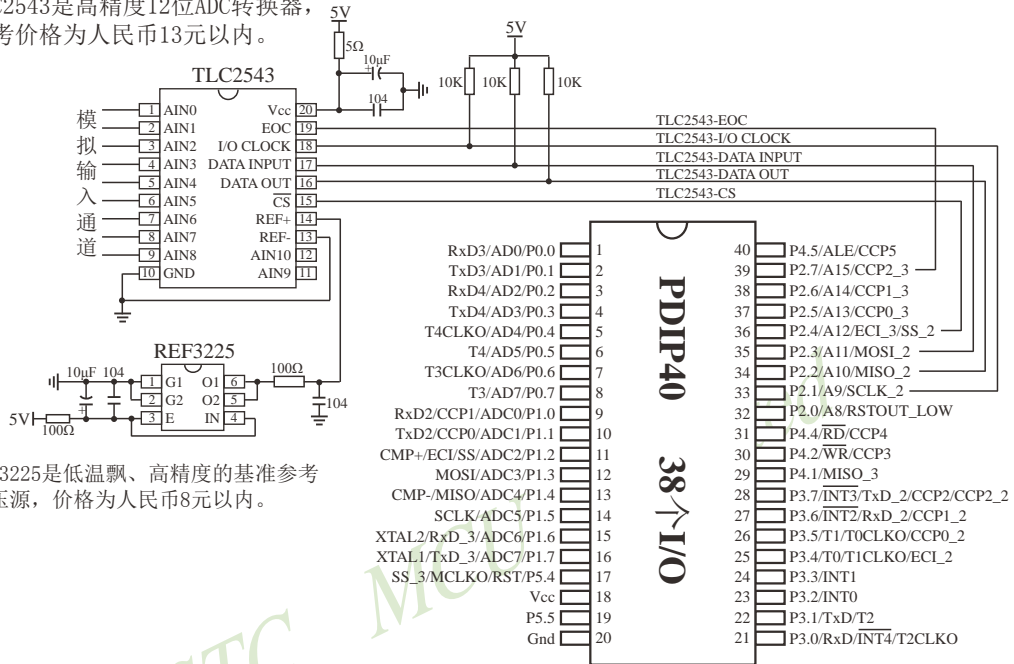 C2543是高精度12位ADC转换器，
考价格为人民币13元以内。
5V
5Ω
10μF
+
104
5V
10K
10K
10K
TLC2543
模拟输入通道
1 AIN0
2 AIN1
3 AIN2
4 AIN3
5 AIN4
6 AIN5
7 AIN6
8 AIN7
9 AIN8
10 GND
Vcc 20
EOC 19
I/O CLOCK 18
DATA INPUT 17
DATA OUT 16
CS 15
REF+ 14
REF- 13
AIN10 12
AIN9 11
TLC2543-EOC
TLC2543-I/O CLOCK
TLC2543-DATA INPUT
TLC2543-DATA OUT
TLC2543-CS
REF3225
10μF
104
+
1 G1
2 G2
3 E
O1 6
O2 5
IN 4
100Ω
104
5V
100Ω
3225是低温飘、高精度的基准参考
压源，价格为人民币8元以内。
PDIP40 38个I/O
RxD3/AD0/P0.0 1
TxD3/AD1/P0.1 2
RxD4/AD2/P0.2 3
TxD4/AD3/P0.3 4
T4CLKO/AD4/P0.4 5
T4/AD5/P0.5 6
T3CLKO/AD6/P0.6 7
T3/AD7/P0.7 8
RxD2/CCP1/ADC0/P1.0 9
TxD2/CCP0/ADC1/P1.1 10
CMP+/ECI/SS/ADC2/P1.2 11
MOSI/ADC3/P1.3 12
CMP-/MISO/ADC4/P1.4 13
SCLK/ADC5/P1.5 14
XTAL2/RxD_3/ADC6/P1.6 15
XTAL1/TxD_3/ADC7/P1.7 16
SS_3/MCLKO/RST/P5.4 17
Vcc 18
P5.5 19
Gnd 20
40 P4.5/ALE/CCP5
39 P2.7/A15/CCP2_3
38 P2.6/A14/CCP1_3
37 P2.5/A13/CCP0_3
36 P2.4/A12/ECI_3/SS_2
35 P2.3/A11/MOSI_2
34 P2.2/A10/MISO_2
33 P2.1/A9/SCLK_2
32 P2.0/A8/RSTOUT_LOW
31 P4.4/RD/CCP4
30 P4.2/WR/CCP3
29 P4.1/MISO_3
28 P3.7/INT3/TxD_2/CCP2/CCP2_2
27 P3.6/INT2/RxD_2/CCP1_2
26 P3.5/T1/T0CLKO/CCP0_2
25 P3.4/T0/T1CLKO/ECI_2
24 P3.3/INT1
23 P3.2/INT0
22 P3.1/TxD/T2
21 P3.0/RxD/INT4/T2CLKO
STC MCU